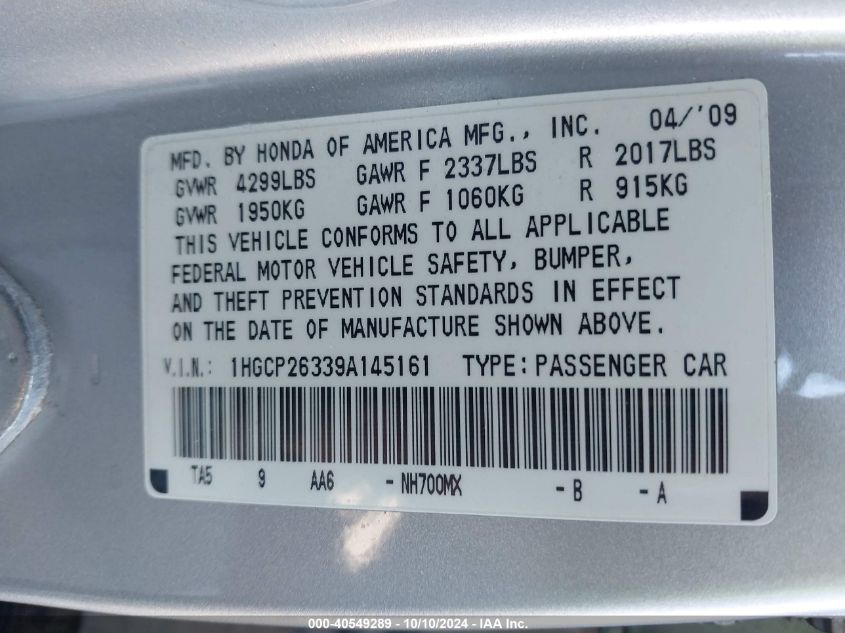 MFD. BY HONDA OF AMERICA MFG., INC. 04/'09
GVWR 4299LBS GAWR F 2337LBS R 2017LBS
GVWR 1950KG GAWR F 1060KG R 915KG
THIS VEHICLE CONFORMS TO ALL APPLICABLE
FEDERAL MOTOR VEHICLE SAFETY, BUMPER,
AND THEFT PREVENTION STANDARDS IN EFFECT
ON THE DATE OF MANUFACTURE SHOWN ABOVE.
V.I.N.: 1HGCP26339A145161 TYPE: PASSENGER CAR
TA5 9 AA6 -NH700MX -B -A
000-40549289 - 10/10/2024 - IAA Inc.